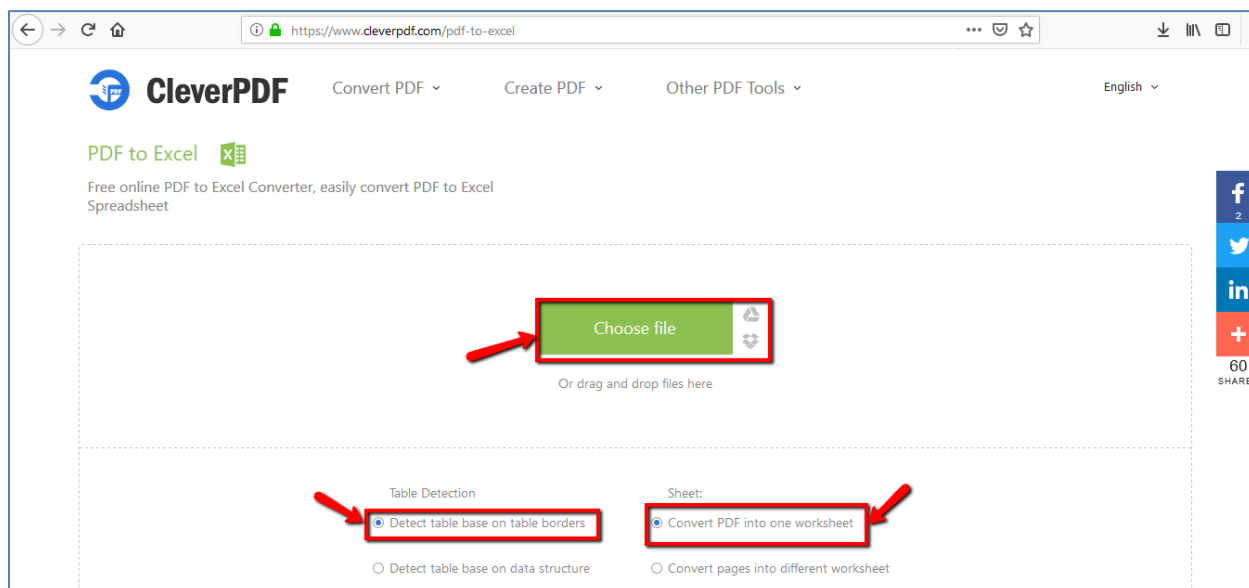 https://www.cleverpdf.com/pdf-to-excel
PDF CleverPDF Convert PDF Create PDF Other PDF Tools English
PDF to Excel X
Free online PDF to Excel Converter, easily convert PDF to Excel
Spreadsheet
f
2
in
+
60
SHARE
Choose file
Or drag and drop files here
Table Detection Sheet:
Detect table base on table borders Convert PDF into one worksheet
Detect table base on data structure Convert pages into different worksheet